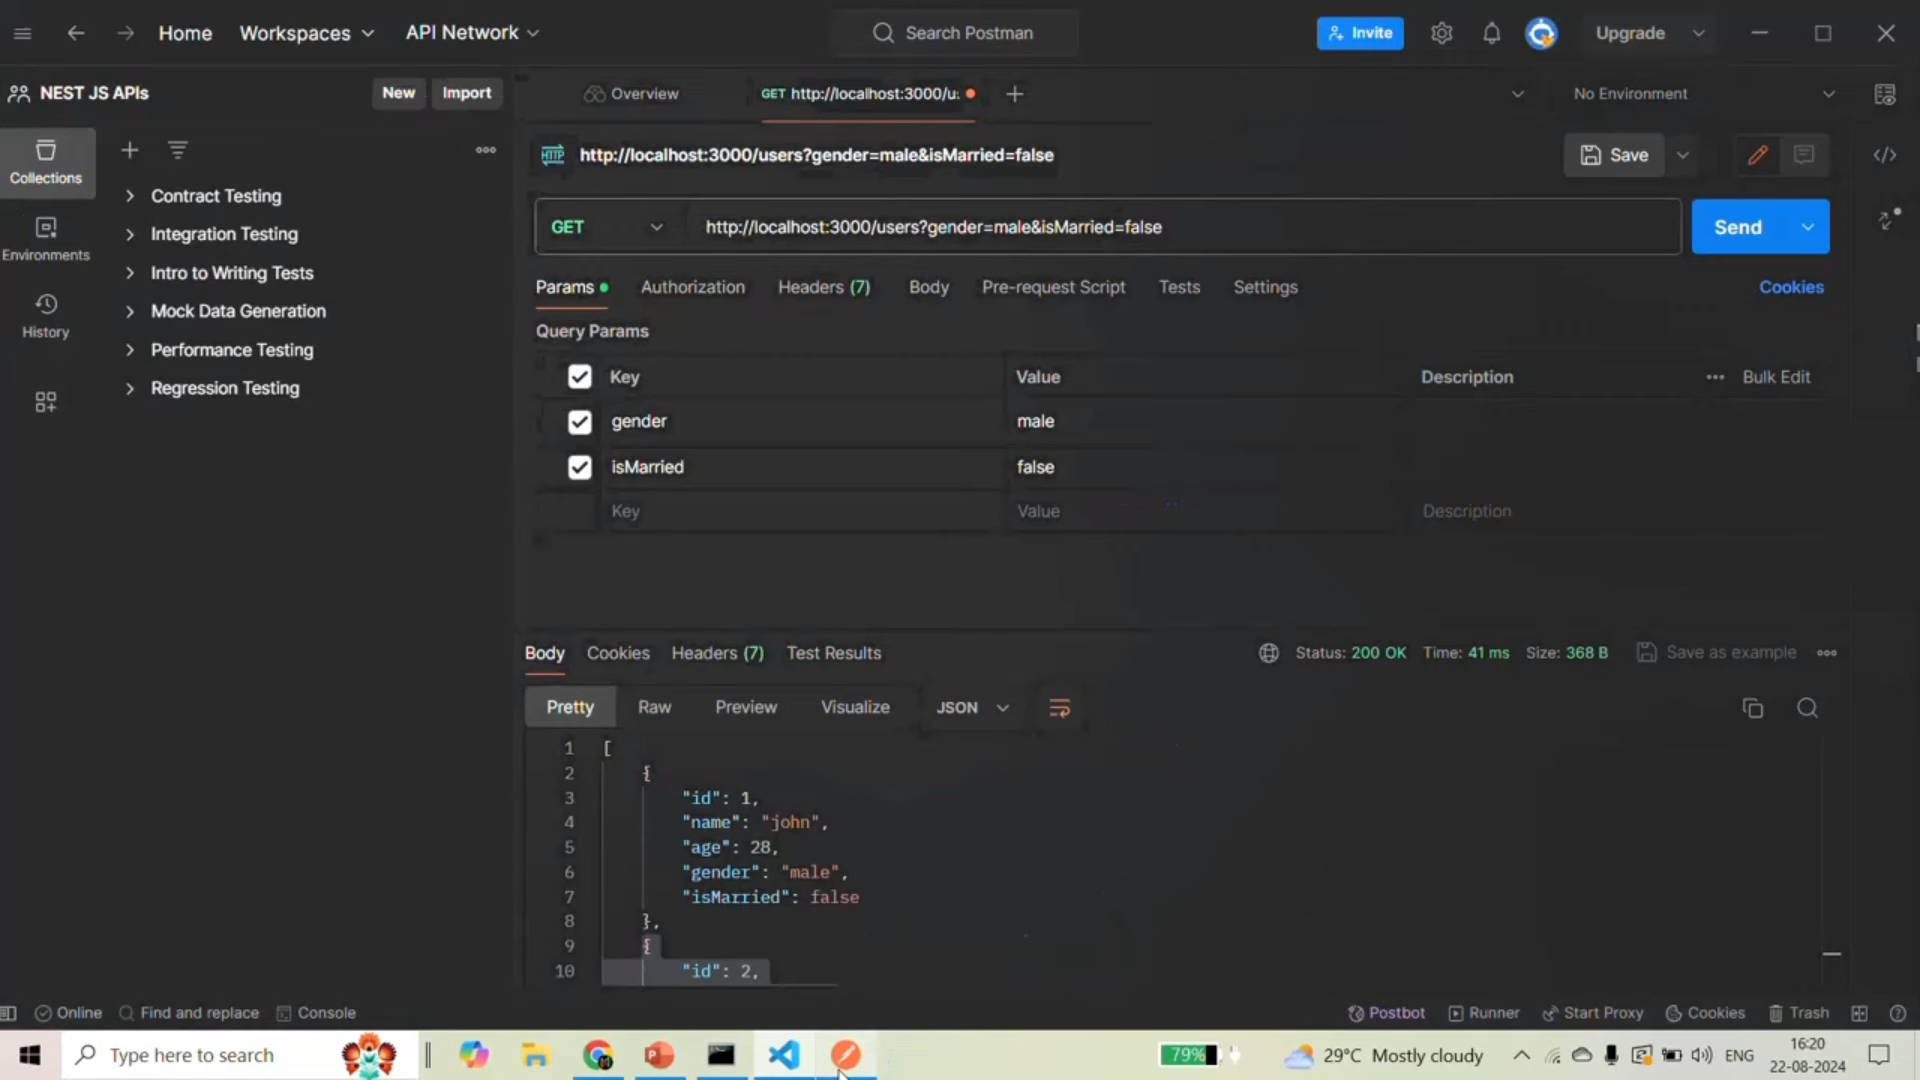 Home Workspaces API Network Search Postman Invite Upgrade
NEST JS APIs New Import Overview GET http://localhost:3000/u: No Environment
HTTP http://localhost:3000/users?gender=male&isMarried=false Save
Collections
Environments
History
Contract Testing
Integration Testing
Intro to Writing Tests
Mock Data Generation
Performance Testing
Regression Testing
GET http://localhost:3000/users?gender=male&isMarried=false Send
Params Authorization Headers (7) Body Pre-request Script Tests Settings Cookies
Query Params
Key Value Description Bulk Edit
gender male
isMarried false
Key Value Description
Body Cookies Headers (7) Test Results Status: 200 OK Time: 41 ms Size: 368 B Save as example
Pretty Raw Preview Visualize JSON
1 [
2 {
3 "id": 1,
4 "name": "john",
5 "age": 28,
6 "gender": "male",
7 "isMarried": false
8 },
9 {
10 "id": 2,
Online Find and replace Console Postbot Runner Start Proxy Cookies Trash
Type here to search 79% 29°C Mostly cloudy ENG 16:20
22-08-2024